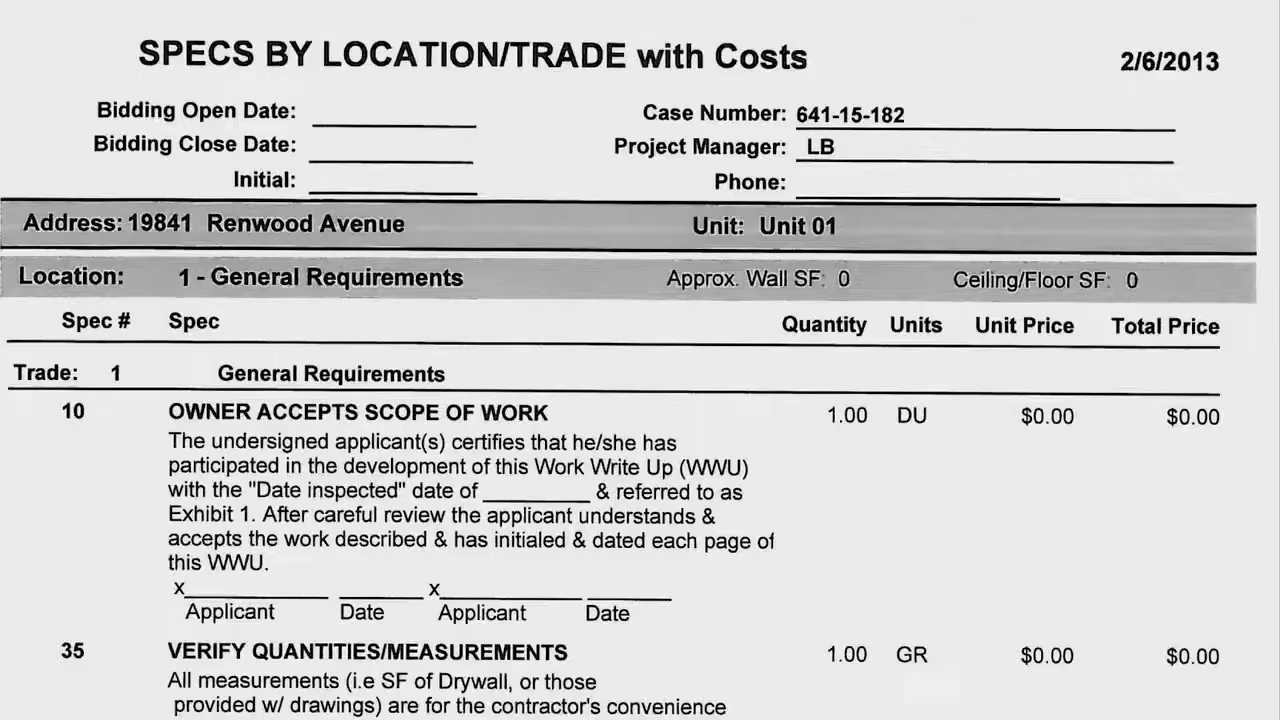 SPECS BY LOCATION/TRADE with Costs 2/6/2013
Bidding Open Date: Case Number: 641-15-182
Bidding Close Date: Project Manager: LB
Initial: Phone:
Address: 19841 Renwood Avenue Unit: Unit 01
Location: 1 - General Requirements Approx. Wall SF: 0 Ceiling/Floor SF: 0
Spec # Spec Quantity Units Unit Price Total Price
Trade: 1 General Requirements
10 OWNER ACCEPTS SCOPE OF WORK 1.00 DU $0.00 $0.00
The undersigned applicant(s) certifies that he/she has
participated in the development of this Work Write Up (WWU)
with the "Date inspected" date of _________ & referred to as
Exhibit 1. After careful review the applicant understands &
accepts the work described & has initialed & dated each page of
this WWU.
x____________ _______ x____________ _______
Applicant Date Applicant Date
35 VERIFY QUANTITIES/MEASUREMENTS 1.00 GR $0.00 $0.00
All measurements (i.e SF of Drywall, or those
provided w/ drawings) are for the contractor's convenience